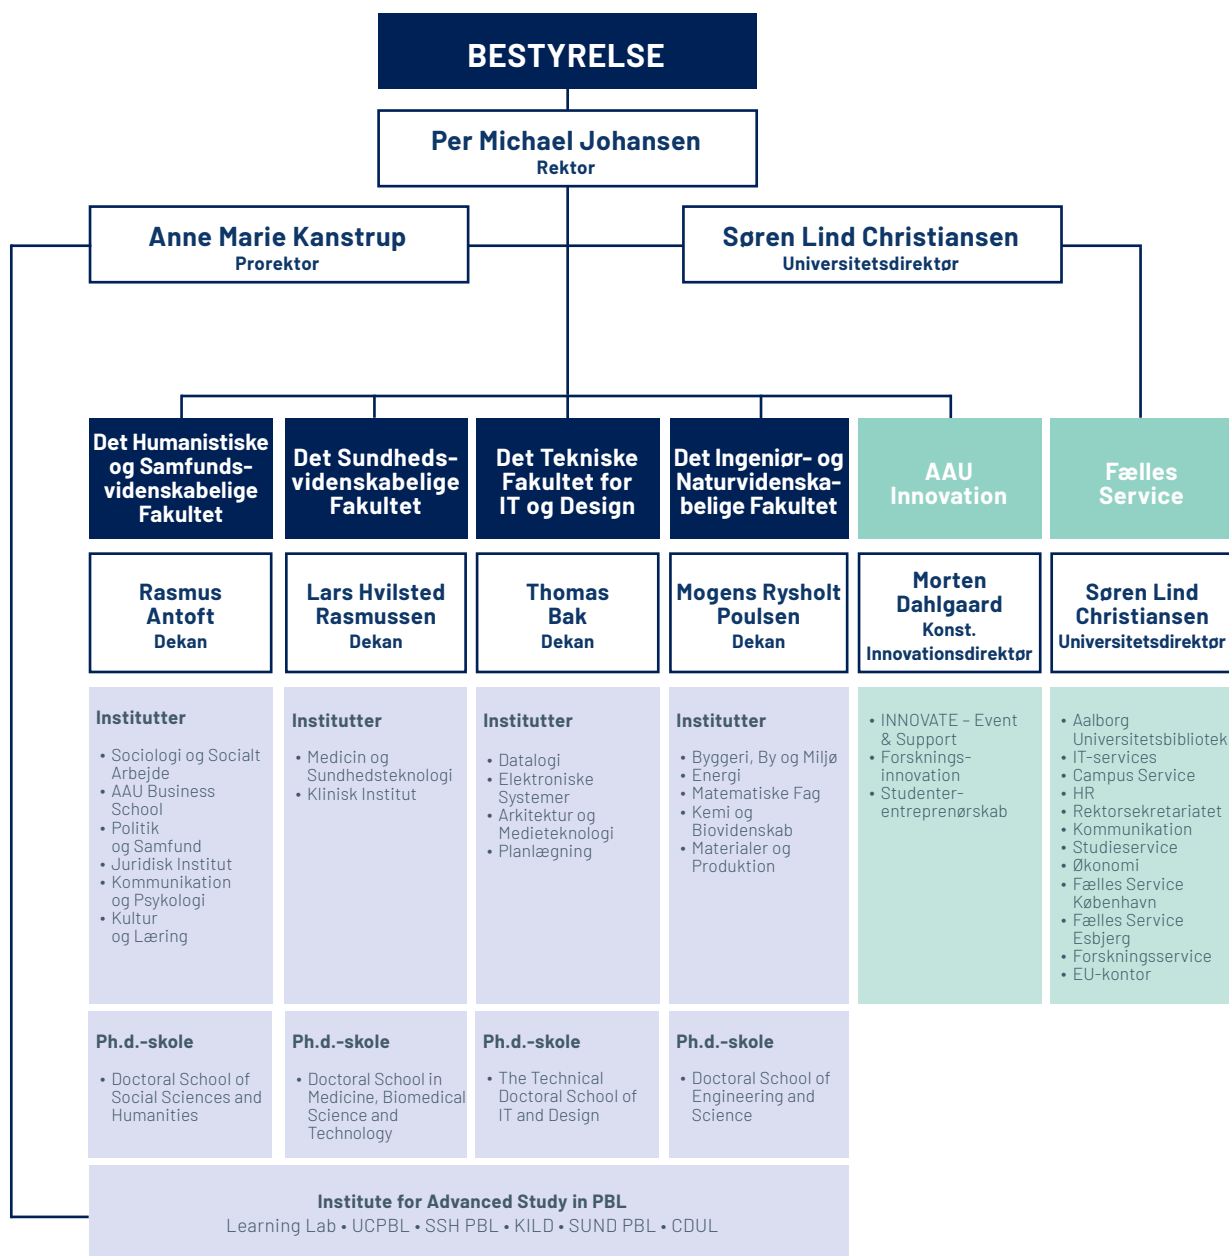 BESTYRELSE
Per Michael Johansen
Rektor
Anne Marie Kanstrup
Prorektor
Søren Lind Christiansen
Universitetsdirektør
Det Humanistiske
og Samfunds-
videnskabelige
Fakultet
Det Sundheds-
videnskabelige
Fakultet
Det Tekniske
Fakultet for
IT og Design
Det Ingeniør- og
Naturvidenska-
belige Fakultet
AAU
Innovation
Fælles
Service
Rasmus
Antoft
Dekan
Lars Hvilsted
Rasmussen
Dekan
Thomas
Bak
Dekan
Mogens Rysholt
Poulsen
Dekan
Morten
Dahlgaard
Konst.
Innovationsdirektør
Søren Lind
Christiansen
Universitetsdirektør
Institutter
• Sociologi og Socialt
Arbejde
• AAU Business
School
• Politik
og Samfund
• Juridisk Institut
• Kommunikation
og Psykologi
• Kultur
og Læring
Institutter
• Medicin og
Sundhedsteknologi
• Klinisk Institut
Institutter
• Datalogi
• Elektroniske
Systemer
• Arkitektur og
Medieteknologi
• Planlægning
Institutter
• Byggeri, By og Miljø
• Energi
• Matematiske Fag
• Kemi og
Biovidenskab
• Materialer og
Produktion
• INNOVATE – Event
& Support
• Forsknings-
innovation
• Studenter-
entreprenørskab
• Aalborg
Universitetsbibliotek
• IT-services
• Campus Service
• HR
• Rektorsekretariatet
• Kommunikation
• Studieservice
• Økonomi
• Fælles Service
København
• Fælles Service
Esbjerg
• Forskningsservice
• EU-kontor
Ph.d.-skole
• Doctoral School of
Social Sciences and
Humanities
Ph.d.-skole
• Doctoral School in
Medicine, Biomedical
Science and
Technology
Ph.d.-skole
• The Technical
Doctoral School of
IT and Design
Ph.d.-skole
• Doctoral School of
Engineering and
Science
Institute for Advanced Study in PBL
Learning Lab • UCPBL • SSH PBL • KILD • SUND PBL • CDUL